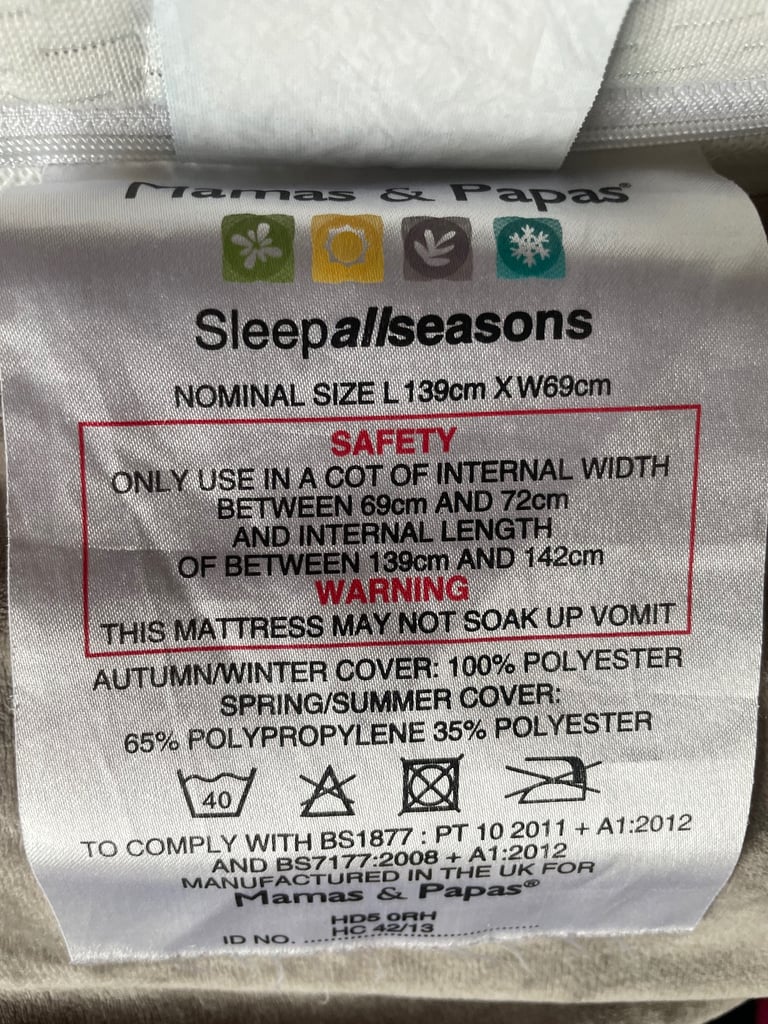 Mamas & Papas®
Sleepallseasons
NOMINAL SIZE L 139cm X W69cm
SAFETY
ONLY USE IN A COT OF INTERNAL WIDTH
BETWEEN 69cm AND 72cm
AND INTERNAL LENGTH
OF BETWEEN 139cm AND 142cm
WARNING
THIS MATTRESS MAY NOT SOAK UP VOMIT
AUTUMN/WINTER COVER: 100% POLYESTER
SPRING/SUMMER COVER:
65% POLYPROPYLENE 35% POLYESTER
40
TO COMPLY WITH BS1877 : PT 10 2011 + A1:2012
AND BS7177:2008 + A1:2012
MANUFACTURED IN THE UK FOR
Mamas & Papas®
HD5 0RH
ID NO. ....HC 42/13....................